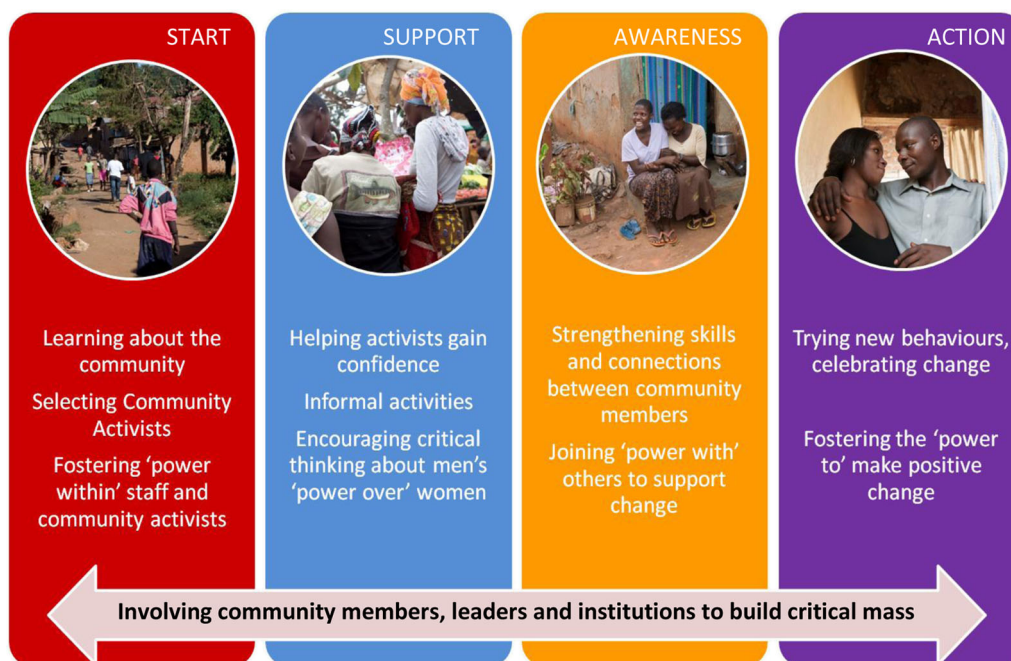 START
Learning about the
community
Selecting Community
Activists
Fostering ‘power
within’ staff and
community activists
SUPPORT
Helping activists gain
confidence
Informal activities
Encouraging critical
thinking about men’s
‘power over’ women
AWARENESS
Strengthening skills
and connections
between community
members
Joining ‘power with’
others to support
change
ACTION
Trying new behaviours,
celebrating change
Fostering the ‘power
to’ make positive
change
Involving community members, leaders and institutions to build critical mass